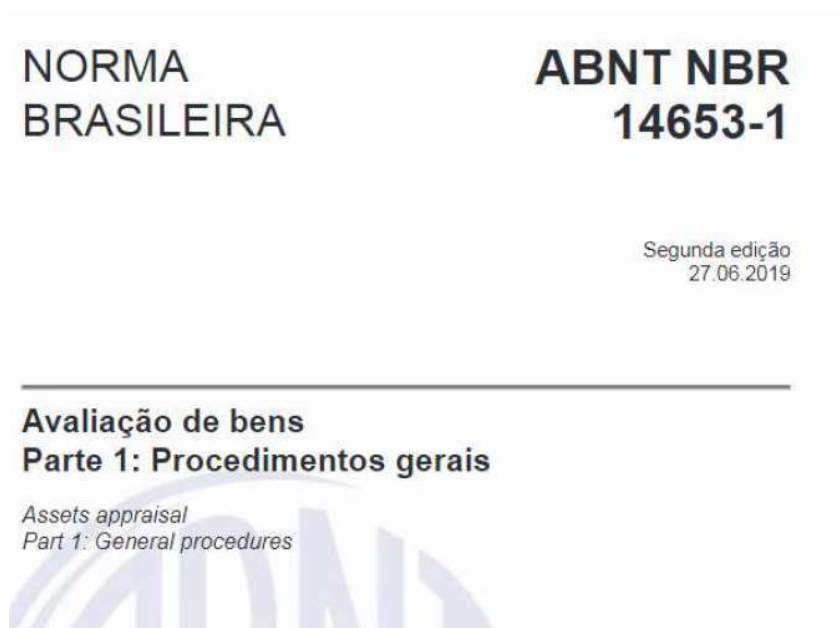 NORMA
BRASILEIRA
ABNT NBR
14653-1
Segunda edição
27.06.2019
Avaliação de bens
Parte 1: Procedimentos gerais
Assets appraisal
Part 1: General procedures
ABNT